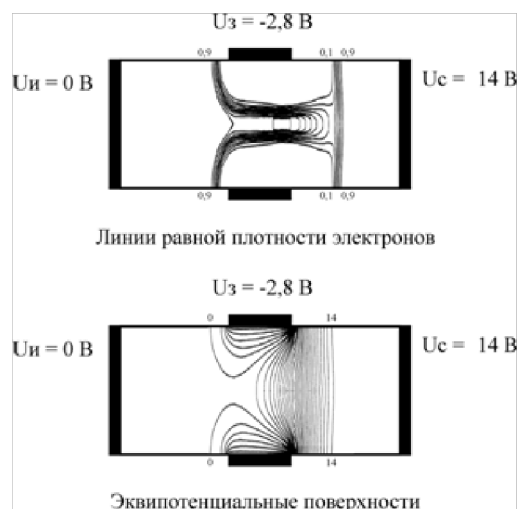 Uз = -2,8 В
0,9 0,1 0,9
Uи = 0 В
Uс = 14 В
0,9 0,1 0,9
Линии равной плотности электронов
Uз = -2,8 В
0 14
Uи = 0 В
Uс = 14 В
0 14
Эквипотенциальные поверхности